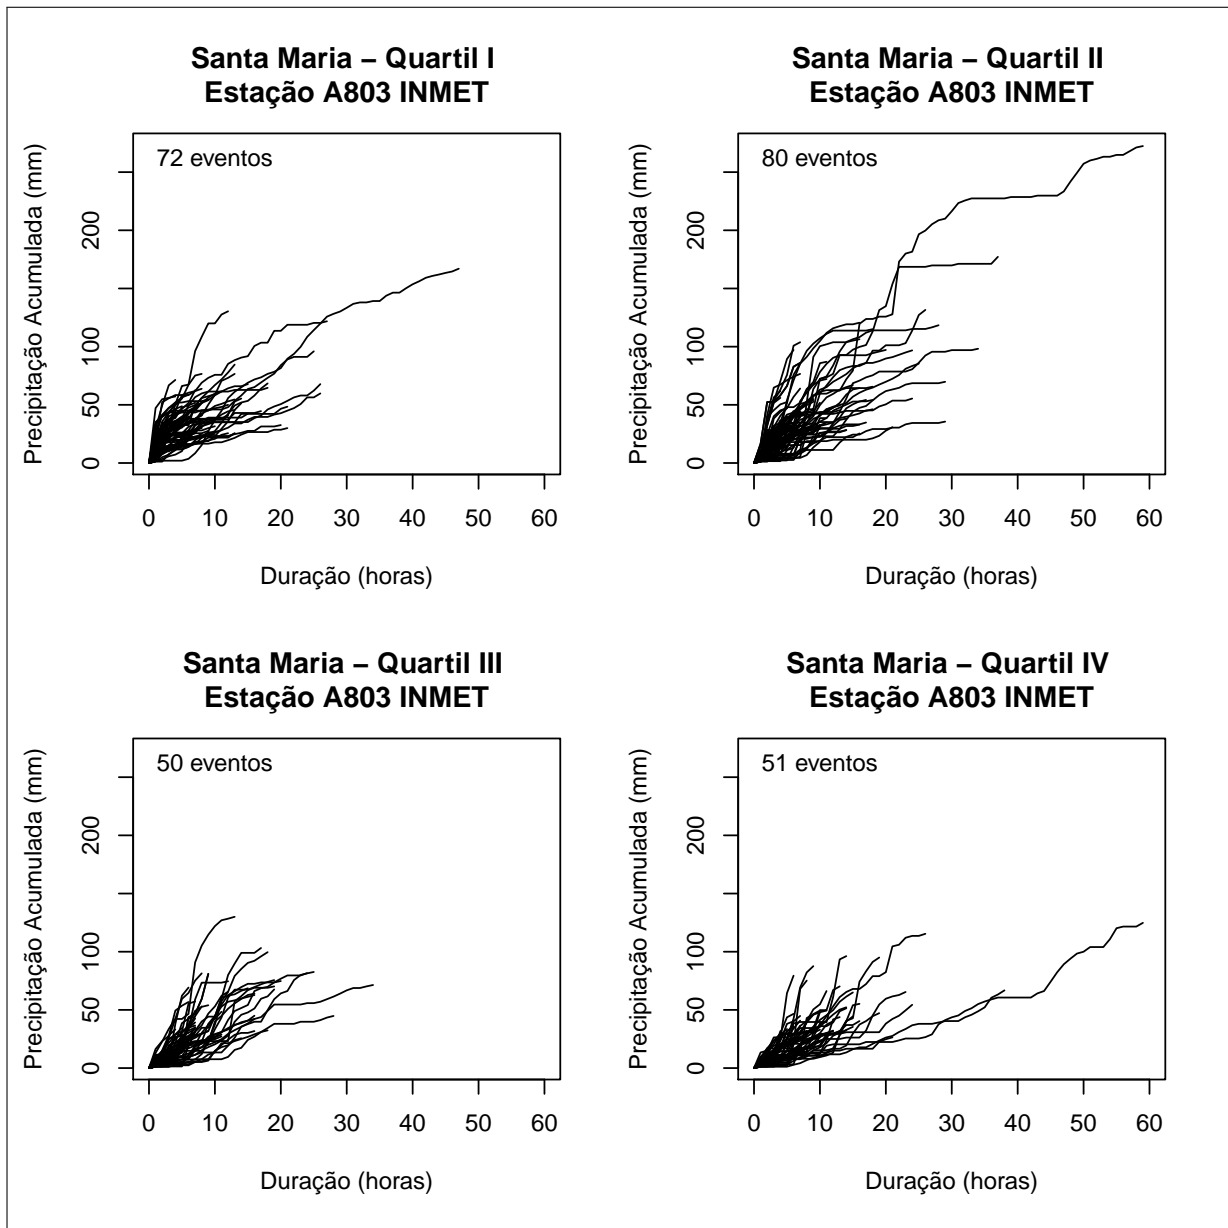 Santa Maria – Quartil I
Estação A803 INMET
72 eventos
Precipitação Acumulada (mm)
0
50
100
200
0 10 20 30 40 50 60
Duração (horas)
Santa Maria – Quartil II
Estação A803 INMET
80 eventos
Precipitação Acumulada (mm)
0
50
100
200
0 10 20 30 40 50 60
Duração (horas)
Santa Maria – Quartil III
Estação A803 INMET
50 eventos
Precipitação Acumulada (mm)
0
50
100
200
0 10 20 30 40 50 60
Duração (horas)
Santa Maria – Quartil IV
Estação A803 INMET
51 eventos
Precipitação Acumulada (mm)
0
50
100
200
0 10 20 30 40 50 60
Duração (horas)